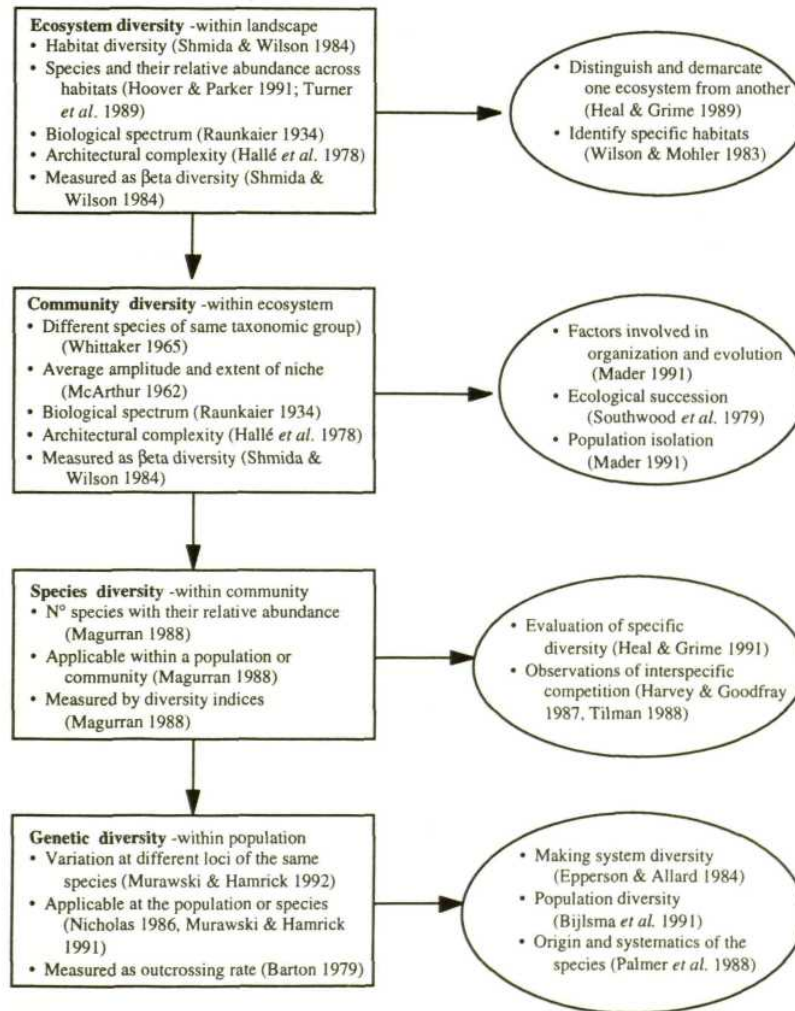 Ecosystem diversity -within landscape
• Habitat diversity (Shmida & Wilson 1984)
• Species and their relative abundance across
habitats (Hoover & Parker 1991; Turner
et al. 1989)
• Biological spectrum (Raunkaier 1934)
• Architectural complexity (Hallé et al. 1978)
• Measured as βeta diversity (Shmida &
Wilson 1984)
• Distinguish and demarcate
one ecosystem from another
(Heal & Grime 1989)
• Identify specific habitats
(Wilson & Mohler 1983)
Community diversity -within ecosystem
• Different species of same taxonomic group)
(Whittaker 1965)
• Average amplitude and extent of niche
(McArthur 1962)
• Biological spectrum (Raunkaier 1934)
• Architectural complexity (Hallé et al. 1978)
• Measured as βeta diversity (Shmida &
Wilson 1984)
• Factors involved in
organization and evolution
(Mader 1991)
• Ecological succession
(Southwood et al. 1979)
• Population isolation
(Mader 1991)
Species diversity -within community
• N° species with their relative abundance
(Magurran 1988)
• Applicable within a population or
community (Magurran 1988)
• Measured by diversity indices
(Magurran 1988)
• Evaluation of specific
diversity (Heal & Grime 1991)
• Observations of interspecific
competition (Harvey & Goodfray
1987, Tilman 1988)
Genetic diversity -within population
• Variation at different loci of the same
species (Murawski & Hamrick 1992)
• Applicable at the population or species
(Nicholas 1986, Murawski & Hamrick
1991)
• Measured as outcrossing rate (Barton 1979)
• Making system diversity
(Epperson & Allard 1984)
• Population diversity
(Bijlsma et al. 1991)
• Origin and systematics of the
species (Palmer et al. 1988)